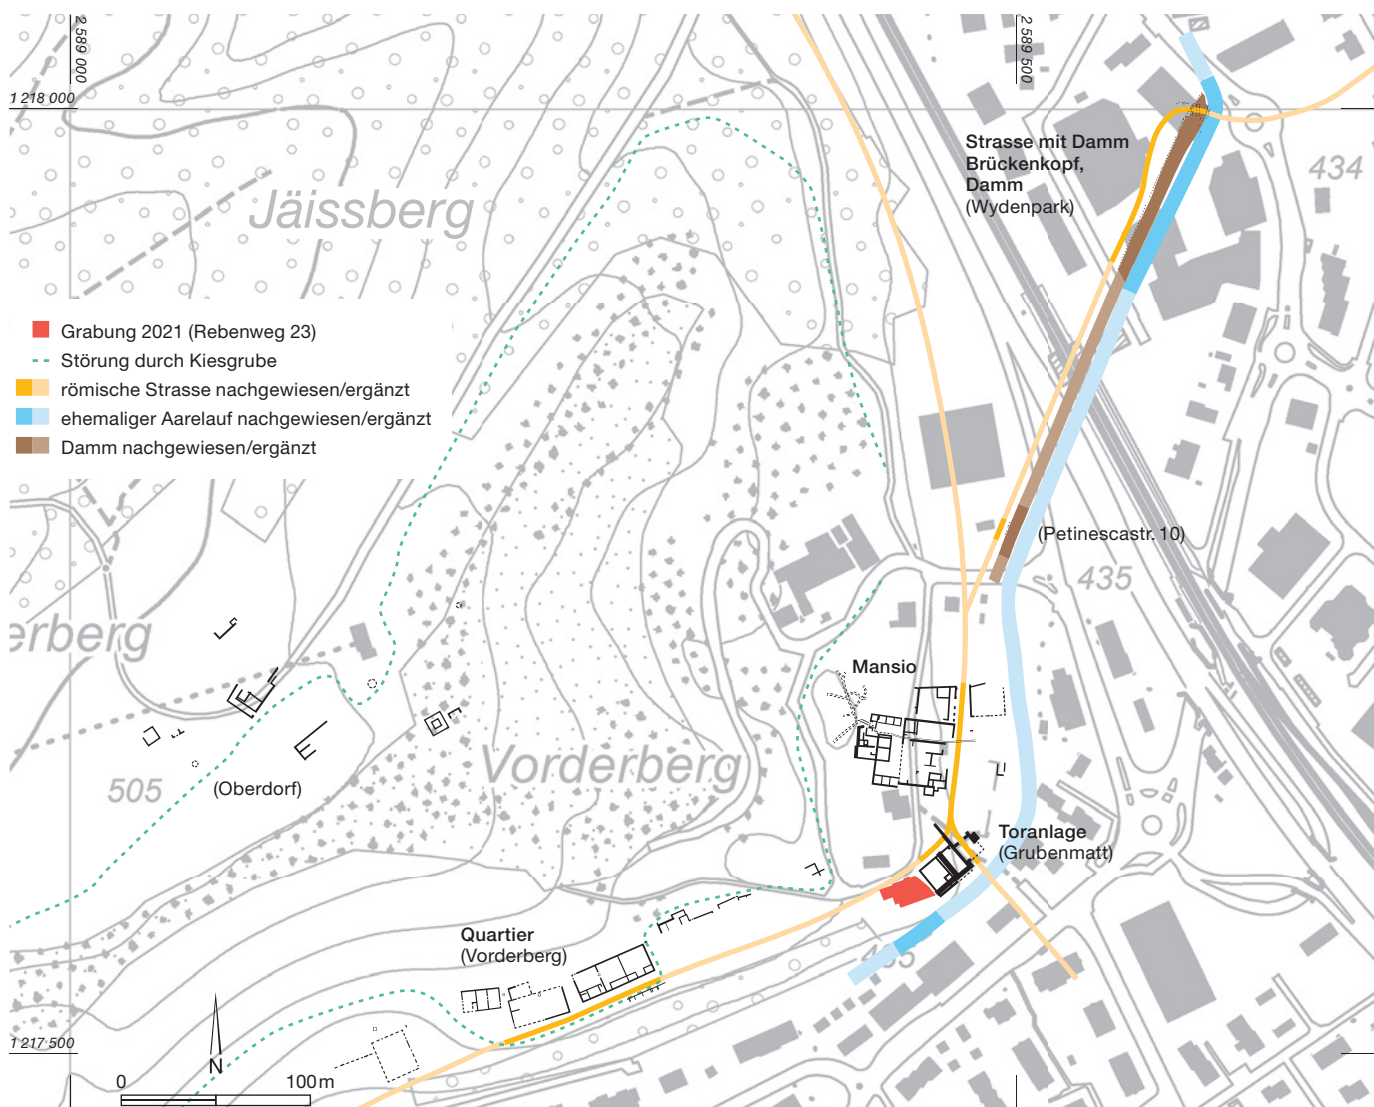 2 589 000
2 589 500
1 218 000
Strasse mit Damm
Brückenkopf,
Damm
(Wydenpark)
434
Jäissberg
Grabung 2021 (Rebenweg 23)
Störung durch Kiesgrube
römische Strasse nachgewiesen/ergänzt
ehemaliger Aarelauf nachgewiesen/ergänzt
Damm nachgewiesen/ergänzt
(Petinescastr. 10)
435
erberg
Mansio
Vorderberg
505
(Oberdorf)
Toranlage
(Grubenmatt)
Quartier
(Vorderberg)
1 217 500
N
0 100 m